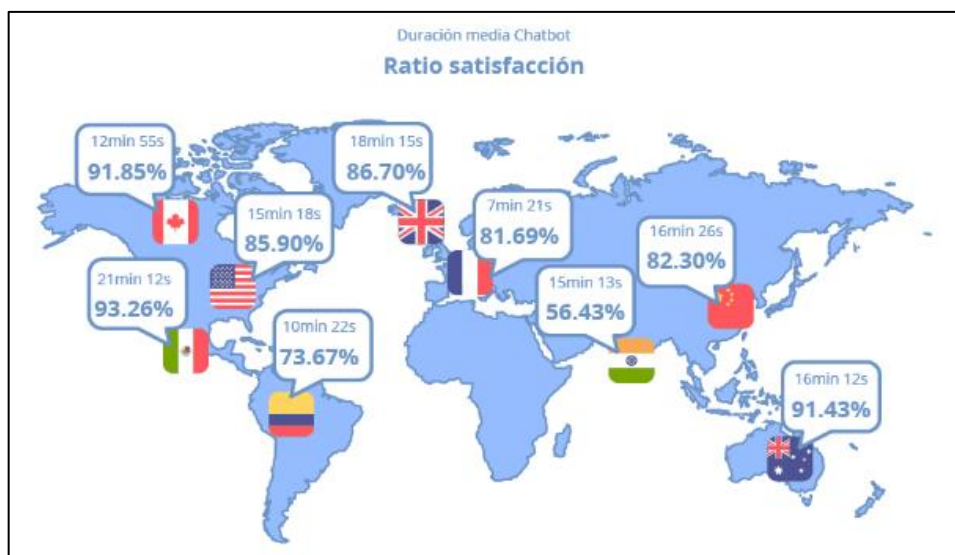 Duración media Chatbot
Ratio satisfacción
12min 55s
91.85%
18min 15s
86.70%
15min 18s
85.90%
7min 21s
81.69%
16min 26s
82.30%
21min 12s
93.26%
15min 13s
56.43%
10min 22s
73.67%
16min 12s
91.43%